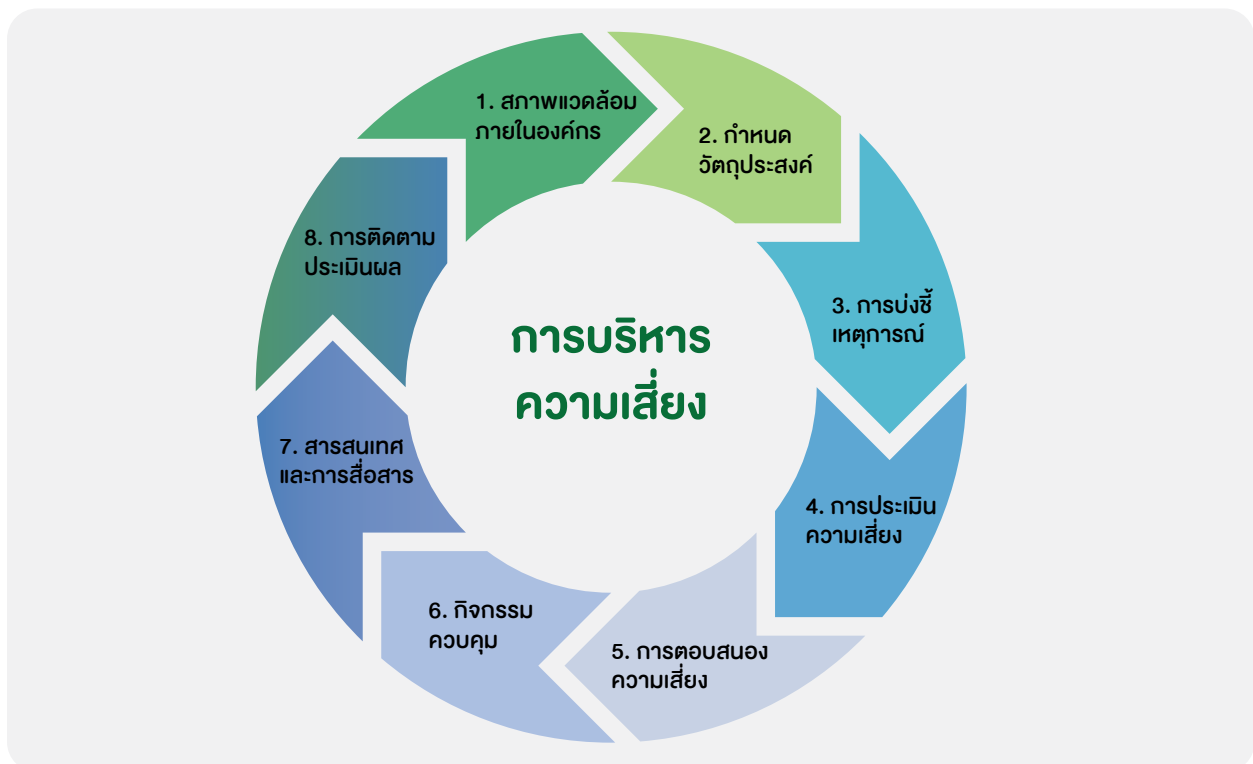 1. สภาพแวดล้อม
ภายในองค์กร
2. กำหนด
วัตถุประสงค์
3. การบ่งชี้
เหตุการณ์
4. การประเมิน
ความเสี่ยง
5. การตอบสนอง
ความเสี่ยง
6. กิจกรรม
ควบคุม
7. สารสนเทศ
และการสื่อสาร
8. การติดตาม
ประเมินผล
การบริหาร
ความเสี่ยง